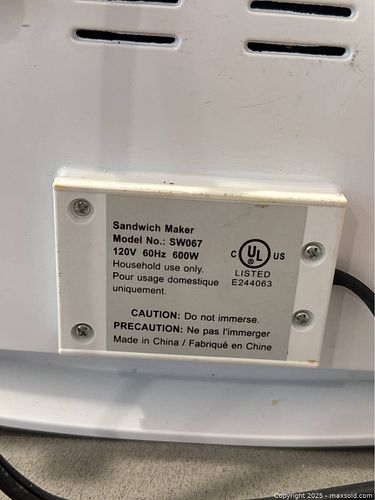 Sandwich Maker
Model No.: SW067
120V 60Hz 600W
Household use only.
Pour usage domestique
uniquement.
C UL US
LISTED
E244063
CAUTION: Do not immerse.
PRECAUTION: Ne pas l'immerger
Made in China / Fabriqué en Chine
Copyright 2025 - maxsold.com